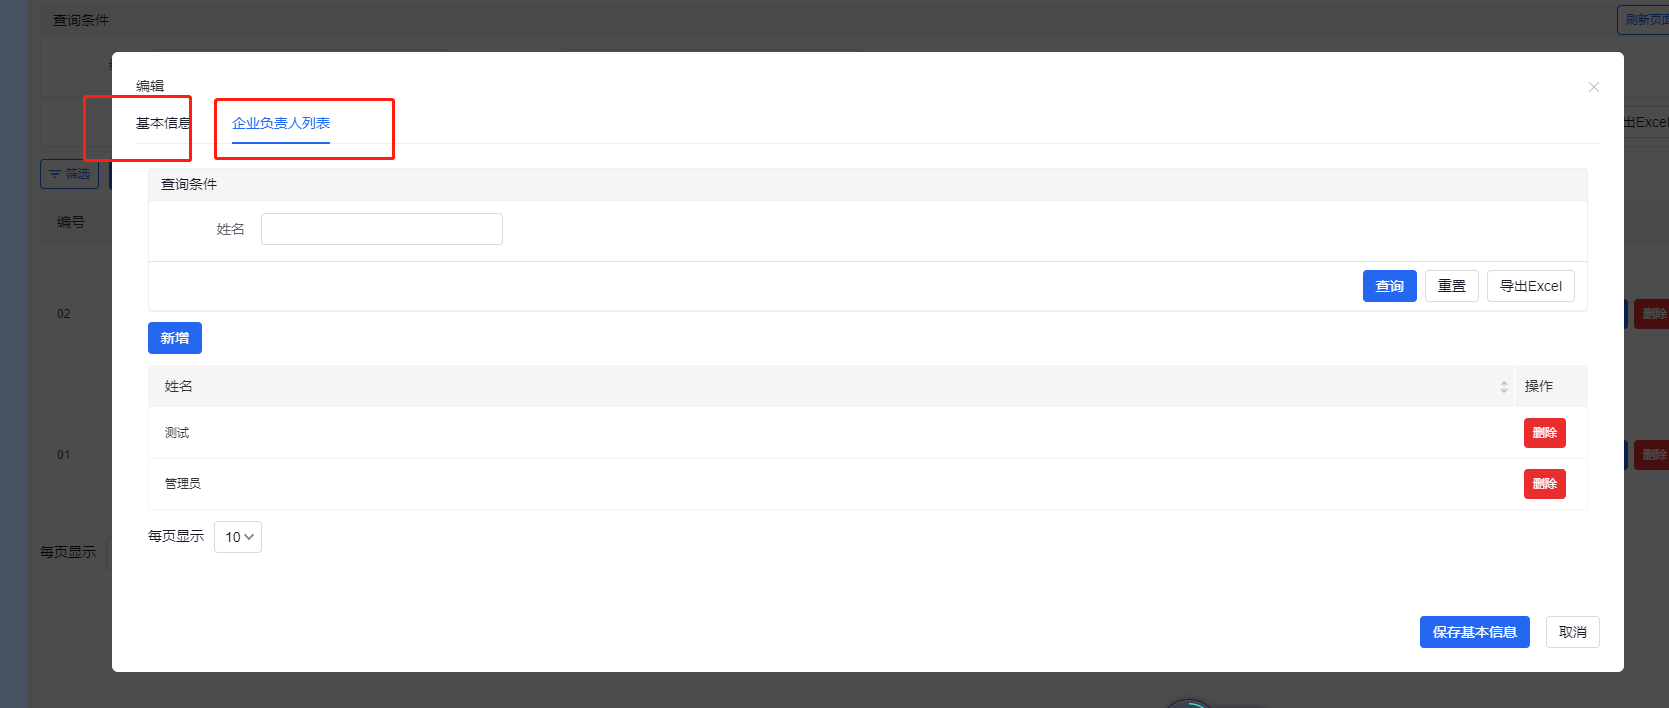 查询条件
刷新页面
编辑
基本信息 企业负责人列表
出Excel
筛选
查询条件
编号
姓名
查询 重置 导出Excel
02 删除
新增
姓名 操作
测试 删除
01 删除
管理员 删除
每页显示 10
每页显示
保存基本信息 取消